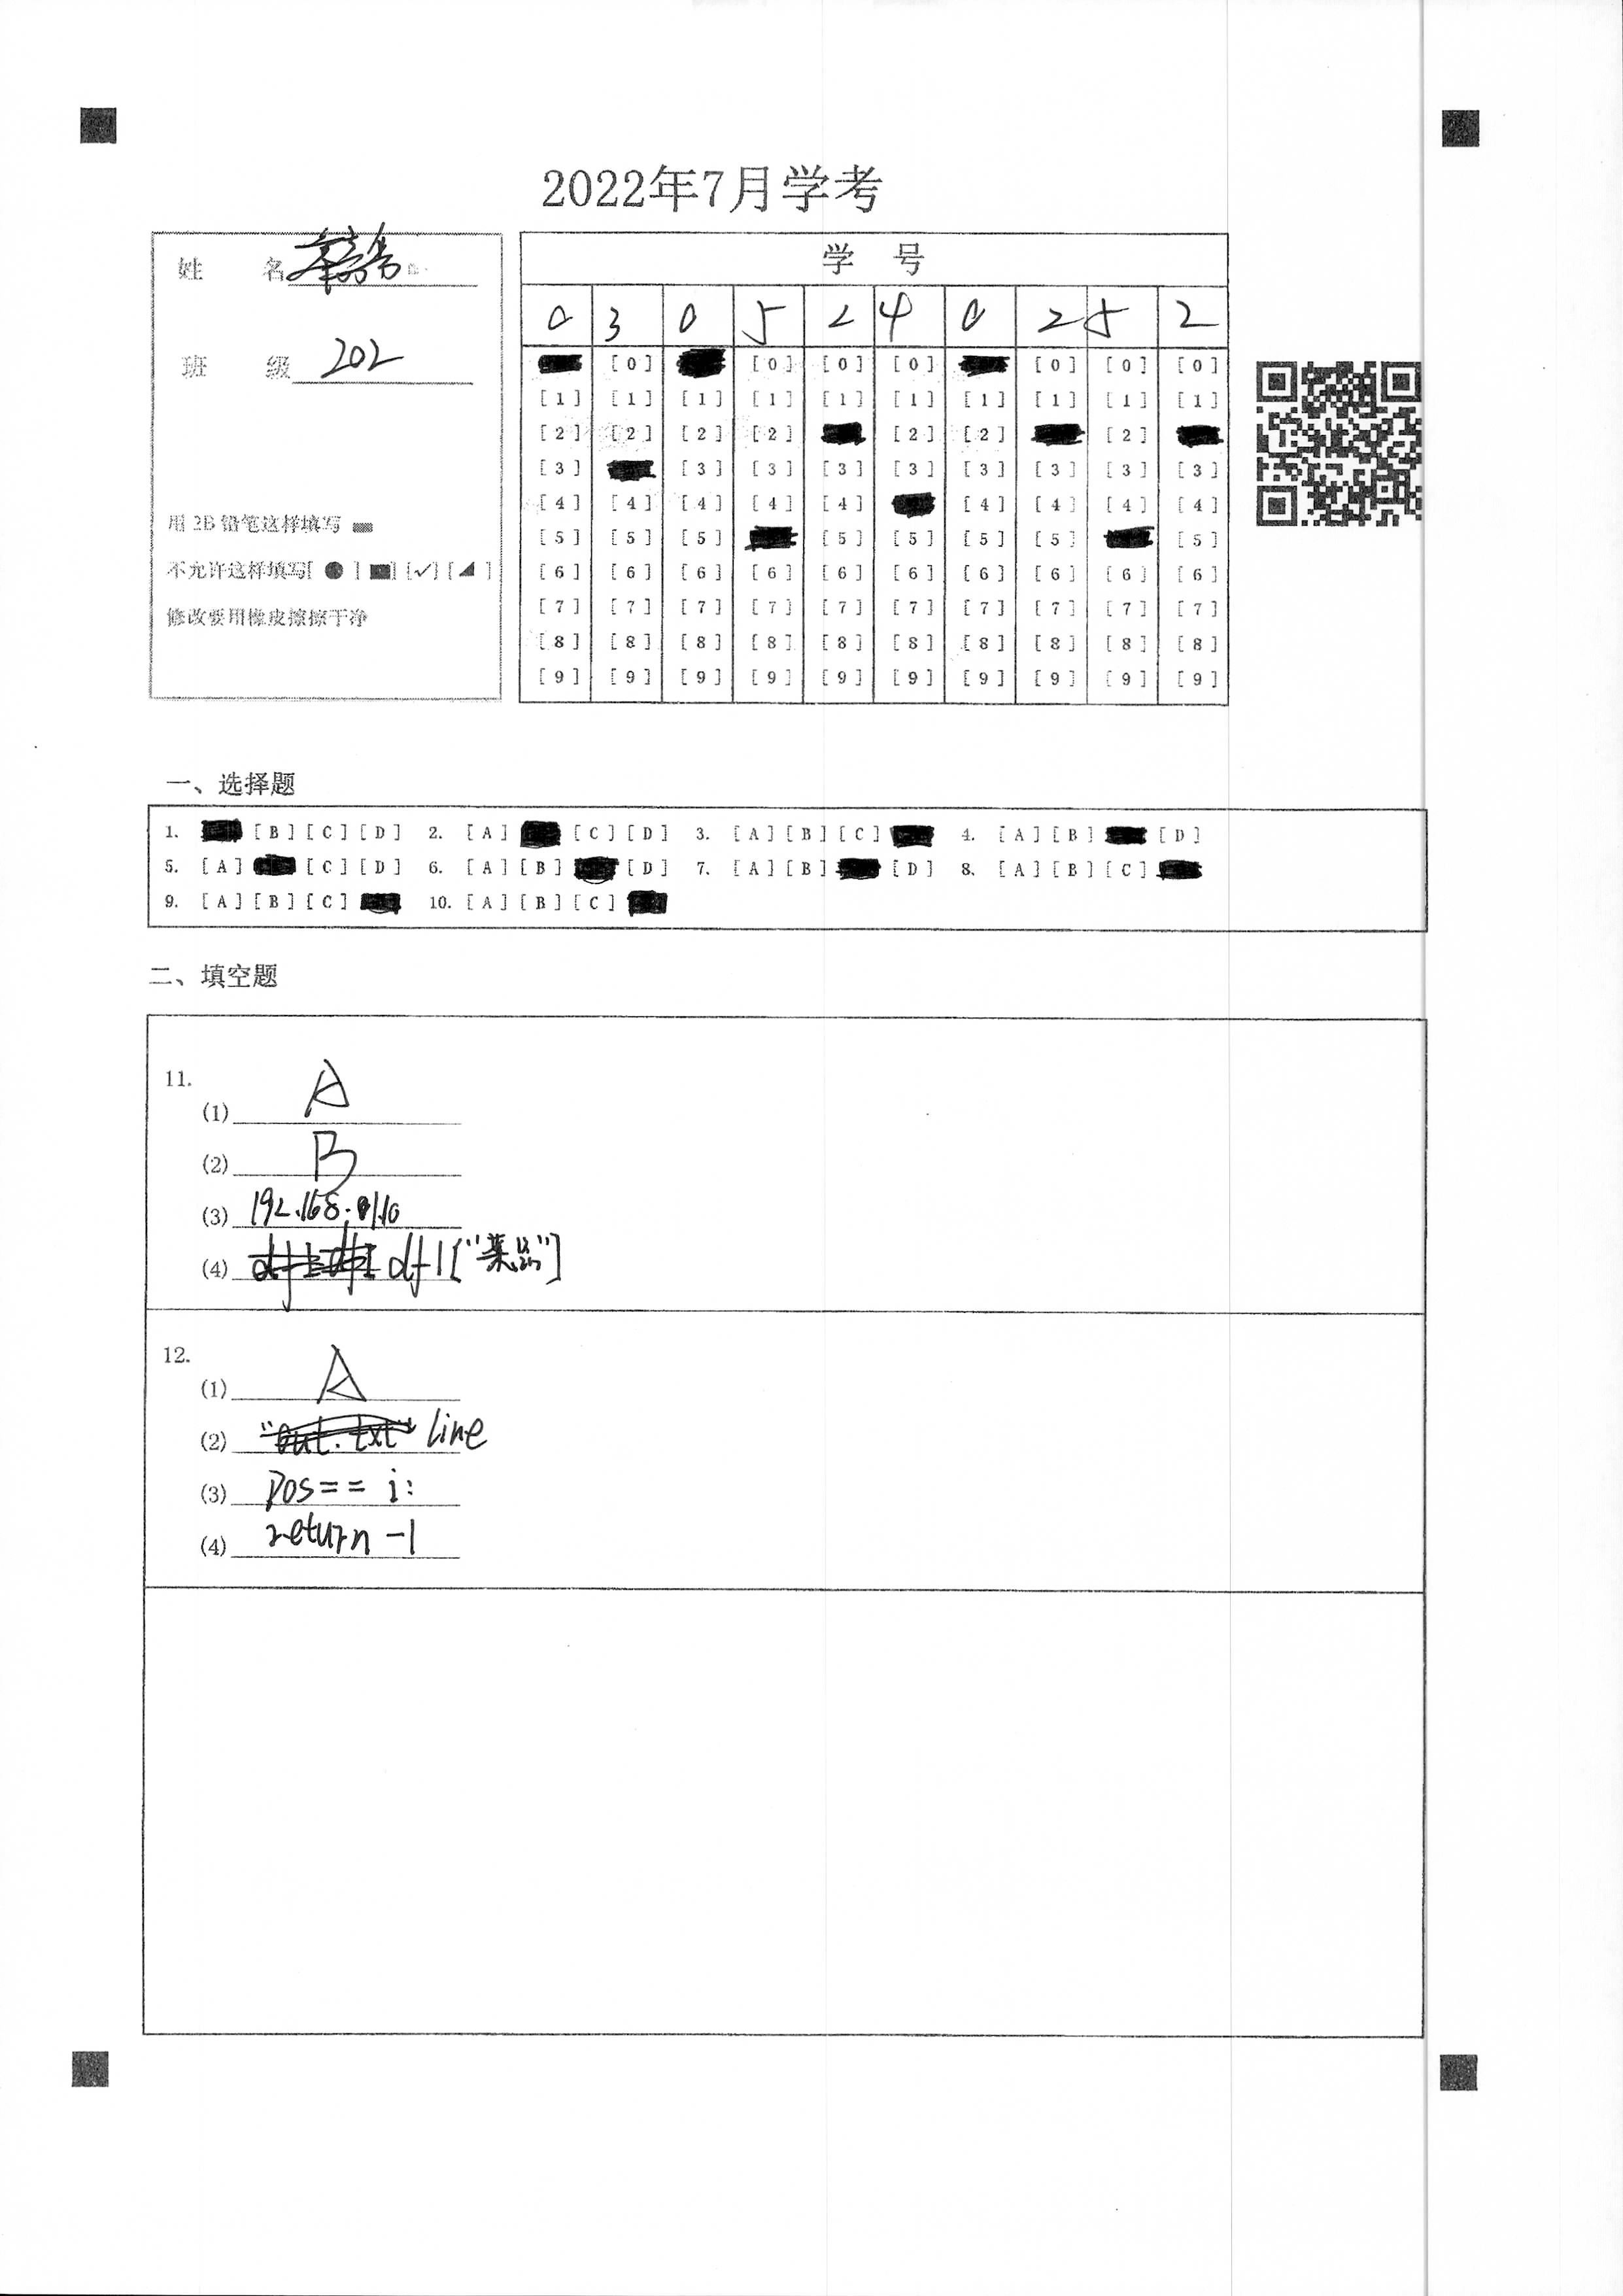 2022年7月学考
姓 名
班 级 202
用 2B 铅笔这样填写
不允许这样填写[ ● ] [■] [✓] [◢ ]
修改要用橡皮擦擦干净
学 号
0 3 0 5 2 4 0 2 5 2
[0] [0] [0] [0] [0] [0] [0]
[1] [1] [1] [1] [1] [1] [1] [1] [1] [1]
[2] [2] [2] [2] [2] [2] [2]
[3] [3] [3] [3] [3] [3] [3] [3] [3]
[4] [4] [4] [4] [4] [4] [4] [4] [4]
[5] [5] [5] [5] [5] [5] [5] [5]
[6] [6] [6] [6] [6] [6] [6] [6] [6] [6]
[7] [7] [7] [7] [7] [7] [7] [7] [7] [7]
[8] [8] [8] [8] [8] [8] [8] [8] [8] [8]
[9] [9] [9] [9] [9] [9] [9] [9] [9] [9]
一、选择题
1. [B] [C] [D] 2. [A] [C] [D] 3. [A] [B] [C] 4. [A] [B] [D]
5. [A] [C] [D] 6. [A] [B] [D] 7. [A] [B] [D] 8. [A] [B] [C]
9. [A] [B] [C] 10. [A] [B] [C]
二、填空题
11.
(1) A
(2) B
(3) 192.168.
(4) df1["菜品"]
12.
(1) A
(2) "out.txt" line
(3) pos== i:
(4) return -1